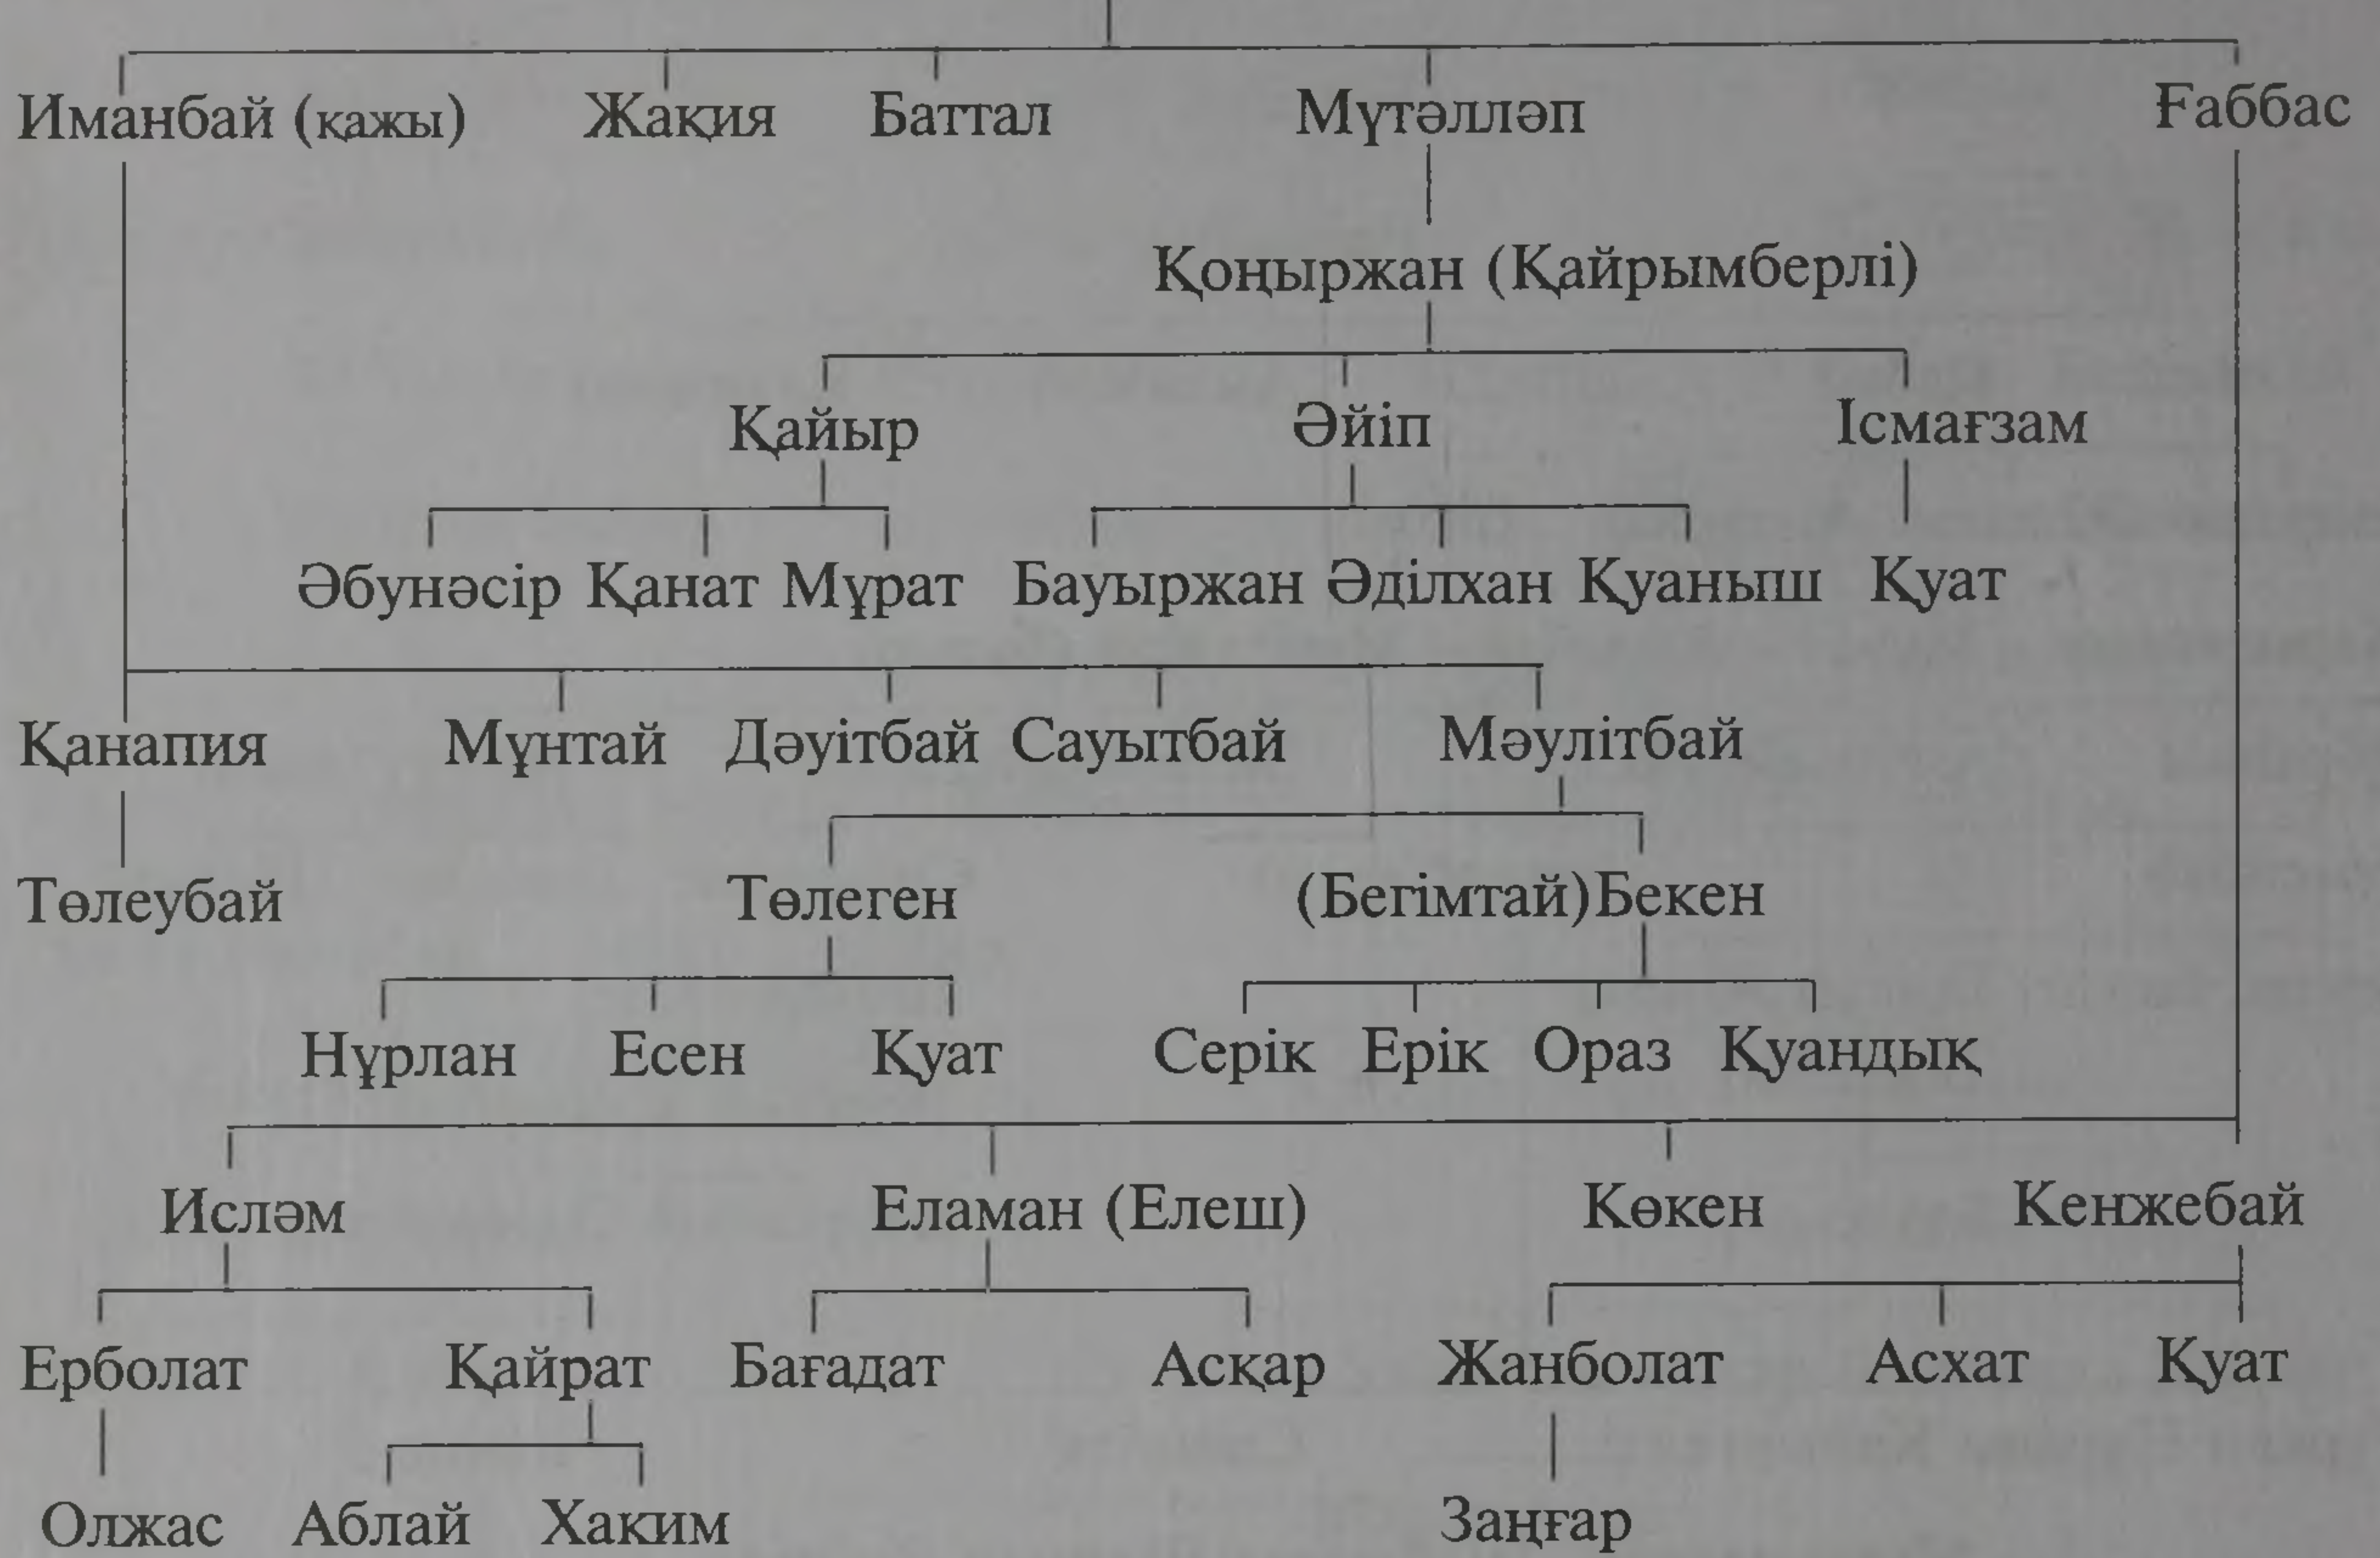 Иманбай (қажы) Жақия Баттал Мүтәлләп Ғаббас
Қоңыржан (Қайрымберлі)
Қайыр Әйіп Ісмағзам
Әбунәсір Қанат Мұрат Бауыржан Әділхан Қуаныш Қуат
Қанапия Мұнтай Дәуітбай Сауытбай Мәулітбай
Төлеубай Төлеген (Бегімтай)Бекен
Нұрлан Есен Қуат Серік Ерік Ораз Қуандық
Исләм Еламан (Елеш) Көкен Кенжебай
Ерболат Қайрат Бағадат Асқар Жанболат Асхат Қуат
Олжас Аблай Хаким Заңғар